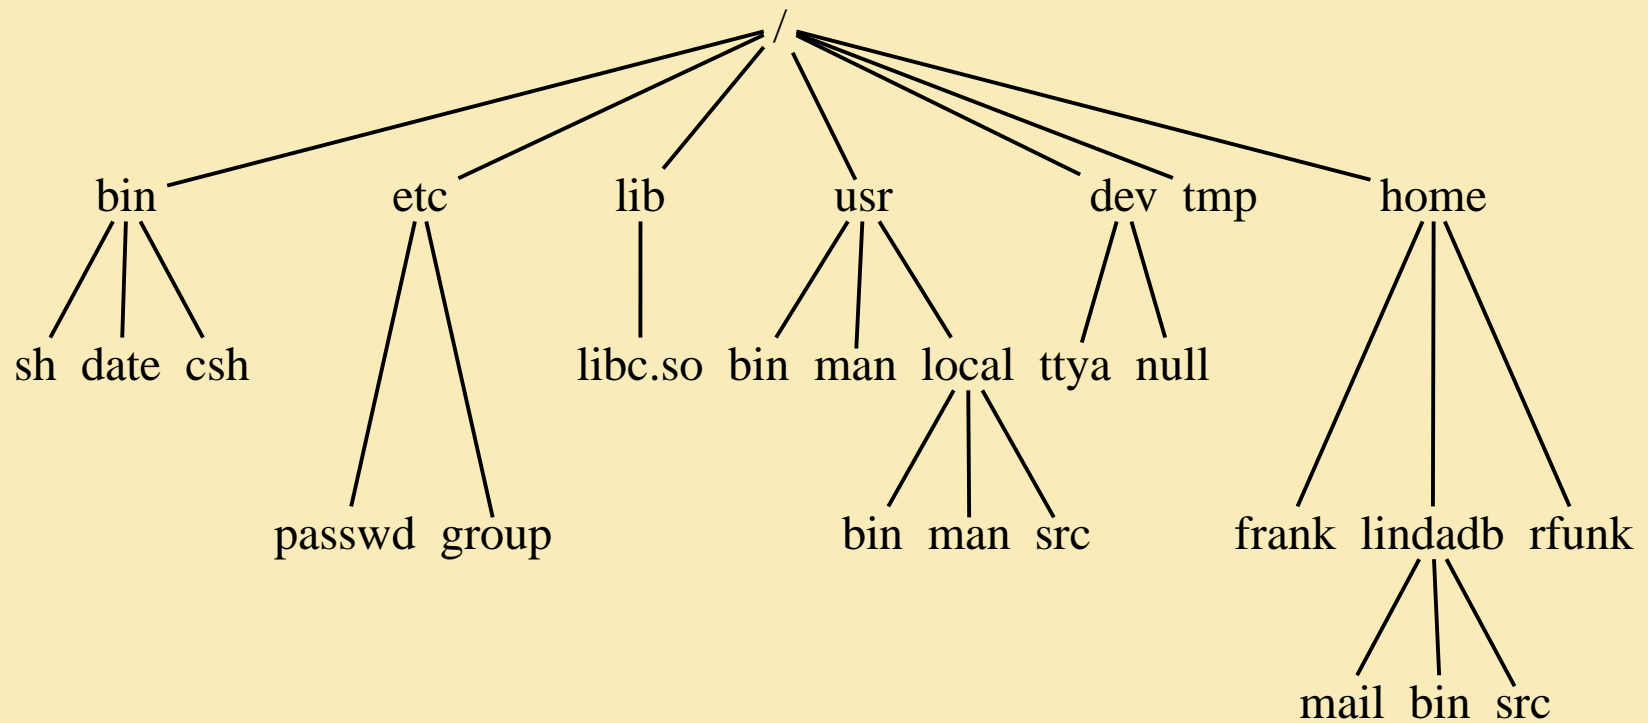 /
bin etc lib usr dev tmp home
sh date csh libc.so bin man local ttya null
passwd group bin man src frank lindadb rfunk
mail bin src